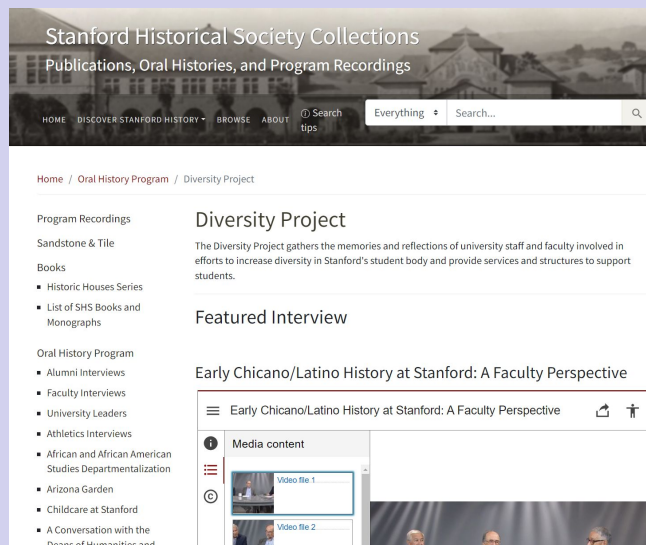 Stanford Historical Society Collections
Publications, Oral Histories, and Program Recordings
HOME DISCOVER STANFORD HISTORY BROWSE ABOUT Search tips Everything Search...
Home / Oral History Program / Diversity Project
Program Recordings
Sandstone & Tile
Books
Historic Houses Series
List of SHS Books and
Monographs
Oral History Program
Alumni Interviews
Faculty Interviews
University Leaders
Athletics Interviews
African and African American
Studies Departmentalization
Arizona Garden
Childcare at Stanford
A Conversation with the
Deans of Humanities and
Diversity Project
The Diversity Project gathers the memories and reflections of university staff and faculty involved in
efforts to increase diversity in Stanford's student body and provide services and structures to support
students.
Featured Interview
Early Chicano/Latino History at Stanford: A Faculty Perspective
Early Chicano/Latino History at Stanford: A Faculty Perspective
Media content
Video file 1
Video file 2